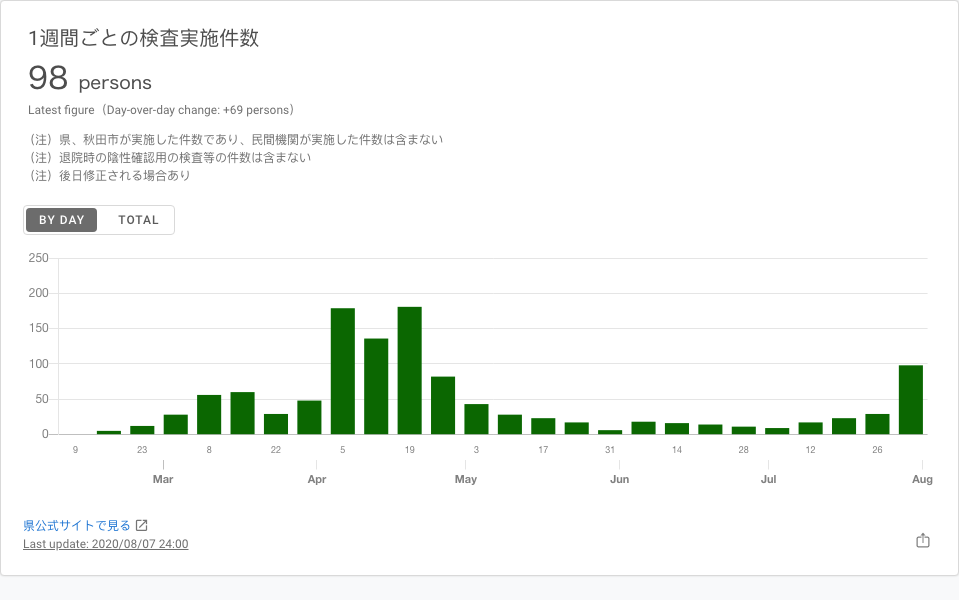 1週間ごとの検査実施件数
98 persons
Latest figure（Day-over-day change: +69 persons）
（注）県、秋田市が実施した件数であり、民間機関が実施した件数は含まない
（注）退院時の陰性確認用の検査等の件数は含まない
（注）後日修正される場合あり
BY DAY TOTAL
250
200
150
100
50
0
9 23 8 22 5 19 3 17 31 14 28 12 26
Mar Apr May Jun Jul Aug
県公式サイトで見る
Last update: 2020/08/07 24:00